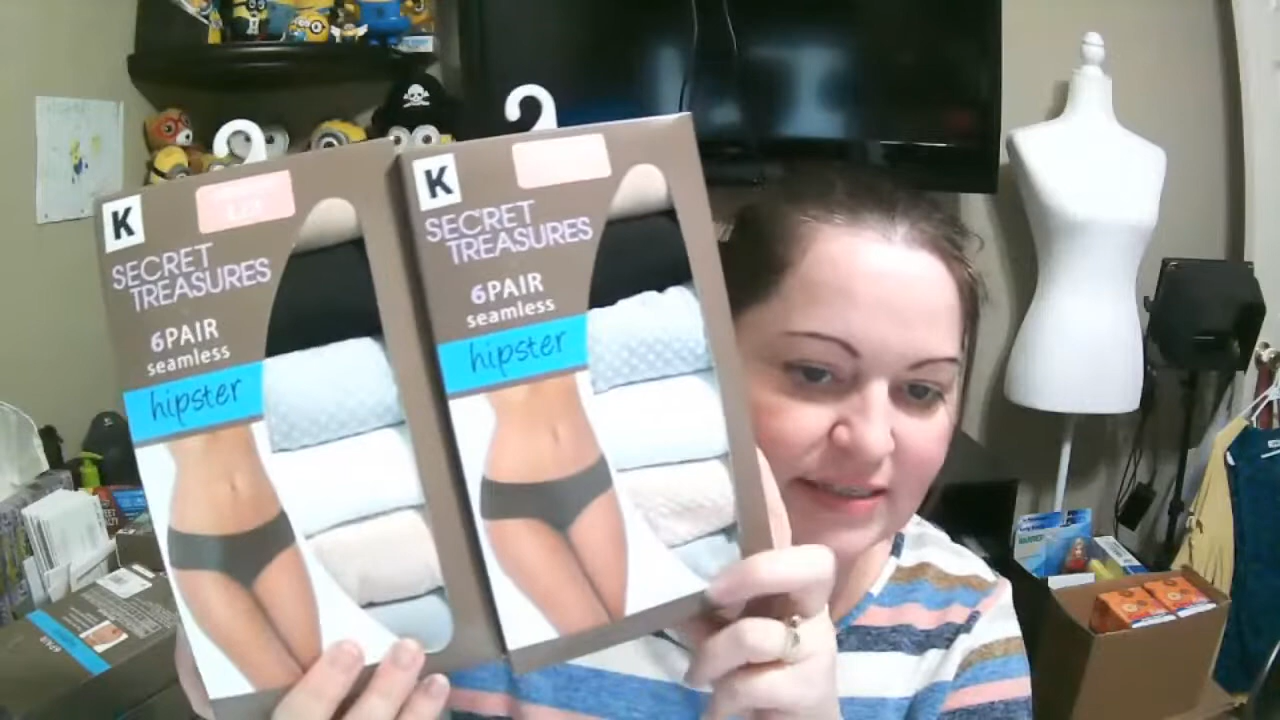 K
SECRET
TREASURES
6PAIR
seamless
hipster
K
SECRET
TREASURES
6PAIR
seamless
hipster